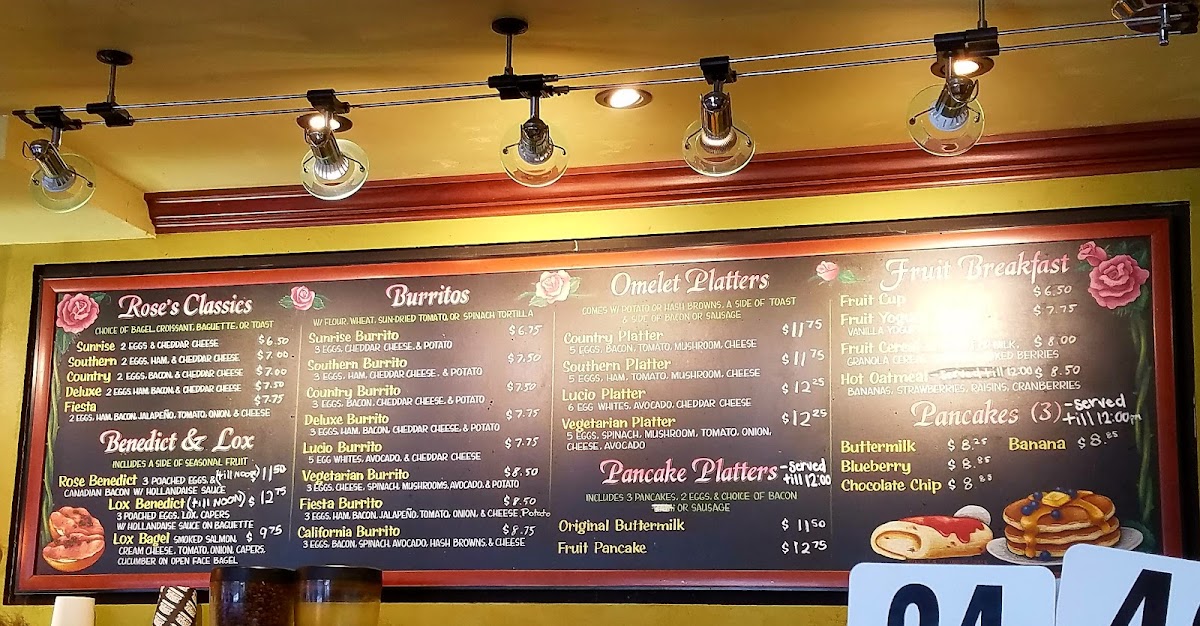 Rose's Classics
CHOICE OF BAGEL, CROISSANT, BAGUETTE, OR TOAST
Sunrise 2 EGGS & CHEDDAR CHEESE $6.50
Southern 2 EGGS, HAM, & CHEDDAR CHEESE $7.00
Country 2 EGGS, BACON, & CHEDDAR CHEESE $7.00
Deluxe 2 EGGS HAM, BACON & CHEDDAR CHEESE $7.50
Fiesta $7.75
2 EGGS, HAM, BACON, JALAPEÑO, TOMATO, ONION, & CHEESE
Benedict & Lox
INCLUDES A SIDE OF SEASONAL FRUIT
Rose Benedict 3 POACHED EGGS, & (till NOON) $11.50
CANADIAN BACON W/ HOLLANDAISE SAUCE
Lox Benedict (till NOON) $12.75
3 POACHED EGGS, LOX, CAPERS
W/ HOLLANDAISE SAUCE ON BAGUETTE
Lox Bagel SMOKED SALMON, $9.75
CREAM CHEESE, TOMATO, ONION, CAPERS,
CUCUMBER ON OPEN FACE BAGEL
Burritos
W/ FLOUR, WHEAT, SUN-DRIED TOMATO, OR SPINACH TORTILLA
Sunrise Burrito $6.75
3 EGGS, CHEDDAR CHEESE, & POTATO
Southern Burrito $7.50
3 EGGS, HAM, CHEDDAR CHEESE, & POTATO
Country Burrito $7.50
3 EGGS, BACON, CHEDDAR CHEESE, & POTATO
Deluxe Burrito $7.75
3 EGGS, HAM, BACON, CHEDDAR CHEESE, & POTATO
Lucio Burrito $7.75
5 EGG WHITES, AVOCADO, & CHEDDAR CHEESE
Vegetarian Burrito $8.50
3 EGGS, CHEESE, SPINACH, MUSHROOMS, AVOCADO, & POTATO
Fiesta Burrito $8.50
3 EGGS, HAM, BACON, JALAPEÑO, TOMATO, ONION, & CHEESE, Potato
California Burrito $8.75
3 EGGS, BACON, SPINACH, AVOCADO, HASH BROWNS, & CHEESE
Omelet Platters
COMES W/ POTATO OR HASH BROWNS, A SIDE OF TOAST
& SIDE OF BACON OR SAUSAGE
Country Platter $11.75
5 EGGS, BACON, TOMATO, MUSHROOM, CHEESE
Southern Platter $11.75
5 EGGS, HAM, TOMATO, MUSHROOM, CHEESE
Lucio Platter $12.25
6 EGG WHITES, AVOCADO, CHEDDAR CHEESE
Vegetarian Platter $12.25
5 EGGS, SPINACH, MUSHROOM, TOMATO, ONION,
CHEESE, AVOCADO
Pancake Platters -served till 12:00
INCLUDES 3 PANCAKES, 2 EGGS, & CHOICE OF BACON
OR SAUSAGE
Original Buttermilk $11.50
Fruit Pancake $12.75
Fruit Breakfast
Fruit Cup $6.50
Fruit $7.75
VANILLA
Fruit MILK, $8.00
GRANOLA BERRIES
Hot Oatmeal -served till 12:00 $8.50
BANANAS, STRAWBERRIES, RAISINS, CRANBERRIES
Pancakes (3) -served till 12:00pm
Buttermilk $8.25 Banana $8.85
Blueberry $8.85
Chocolate Chip $8.85
94
4